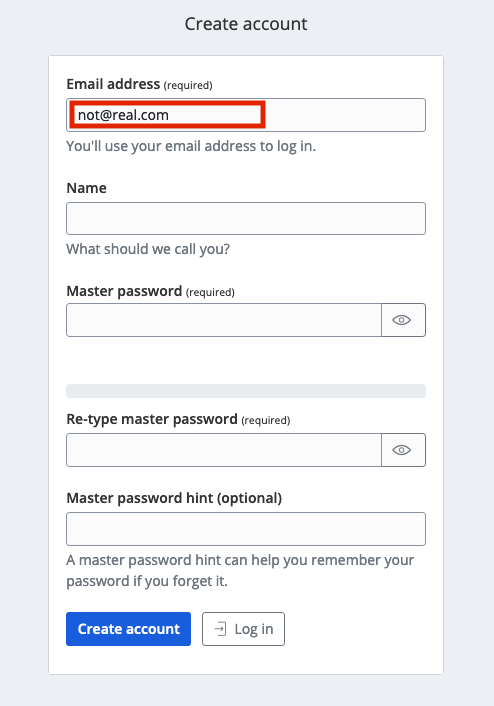 Create account
Email address (required)
not@real.com
You'll use your email address to log in.
Name
What should we call you?
Master password (required)
Re-type master password (required)
Master password hint (optional)
A master password hint can help you remember your
password if you forget it.
Create account Log in